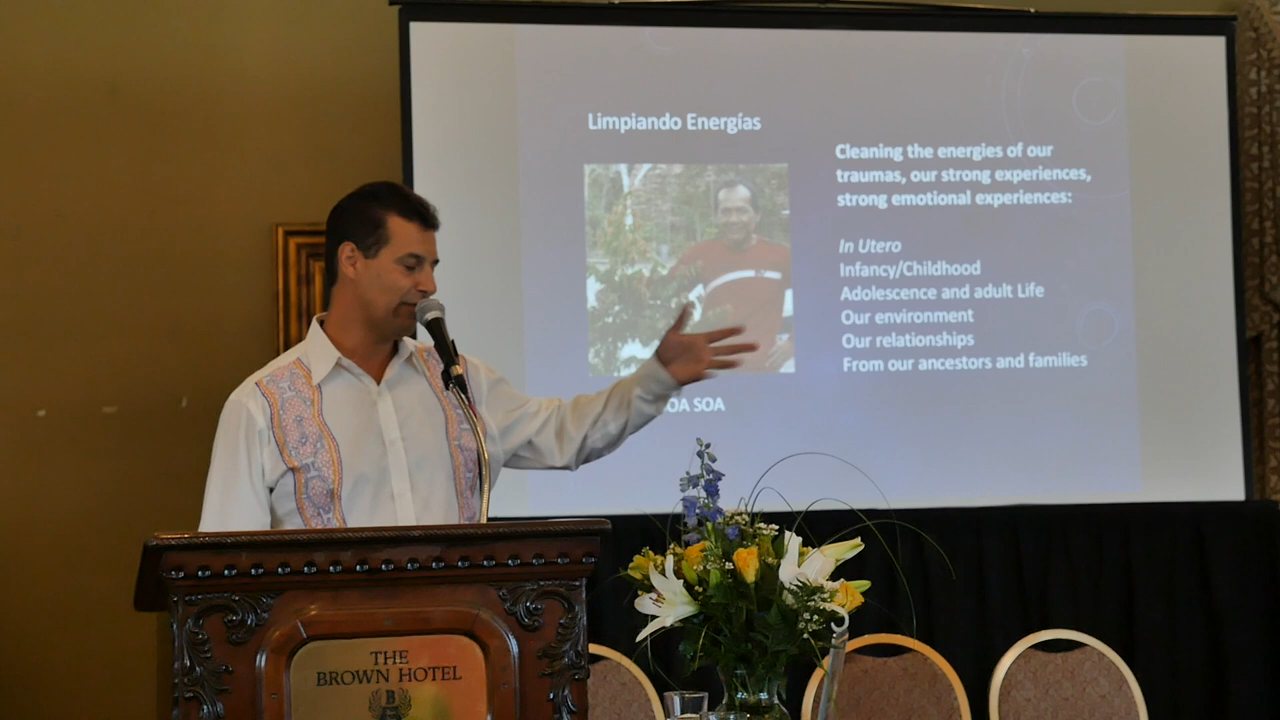 Limpiando Energías
Cleaning the energies of our
traumas, our strong experiences,
strong emotional experiences:
In Utero
Infancy/Childhood
Adolescence and adult Life
Our environment
Our relationships
From our ancestors and families
SOA
THE
BROWN HOTEL
B